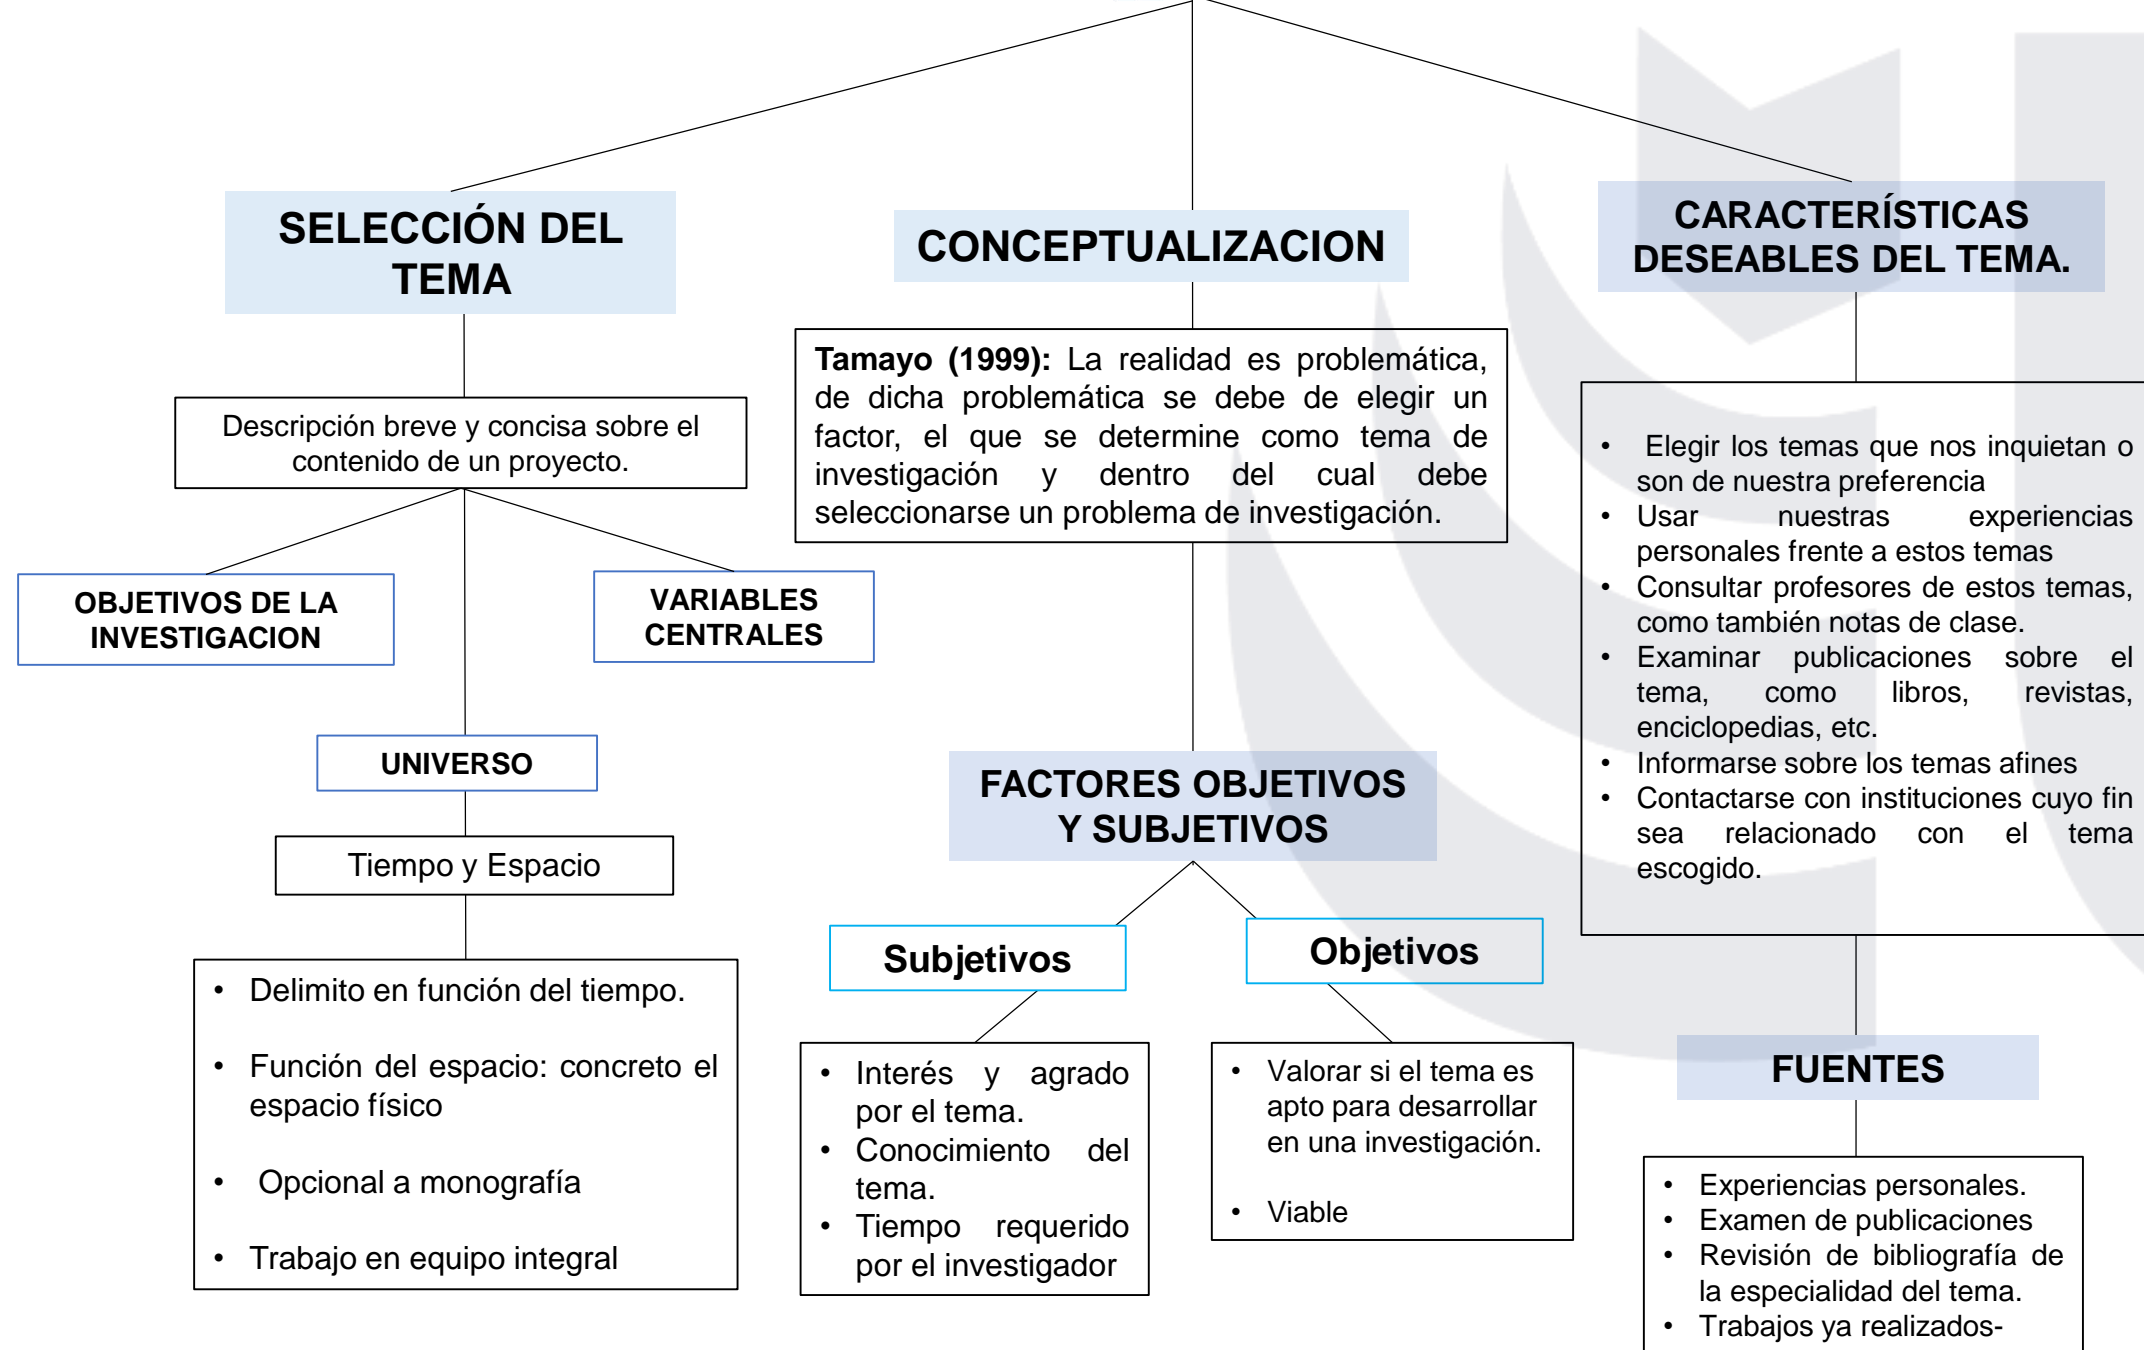 SELECCIÓN DEL
TEMA
Descripción breve y concisa sobre el
contenido de un proyecto.
OBJETIVOS DE LA
INVESTIGACION
VARIABLES
CENTRALES
UNIVERSO
Tiempo y Espacio
• Delimito en función del tiempo.
• Función del espacio: concreto el
espacio físico
• Opcional a monografía
• Trabajo en equipo integral
CONCEPTUALIZACION
Tamayo (1999): La realidad es problemática,
de dicha problemática se debe de elegir un
factor, el que se determine como tema de
investigación y dentro del cual debe
seleccionarse un problema de investigación.
FACTORES OBJETIVOS
Y SUBJETIVOS
Subjetivos
• Interés y agrado
por el tema.
• Conocimiento del
tema.
• Tiempo requerido
por el investigador
Objetivos
• Valorar si el tema es
apto para desarrollar
en una investigación.
• Viable
CARACTERÍSTICAS
DESEABLES DEL TEMA.
• Elegir los temas que nos inquietan o
son de nuestra preferencia
• Usar nuestras experiencias
personales frente a estos temas
• Consultar profesores de estos temas,
como también notas de clase.
• Examinar publicaciones sobre el
tema, como libros, revistas,
enciclopedias, etc.
• Informarse sobre los temas afines
• Contactarse con instituciones cuyo fin
sea relacionado con el tema
escogido.
FUENTES
• Experiencias personales.
• Examen de publicaciones
• Revisión de bibliografía de
la especialidad del tema.
• Trabajos ya realizados-